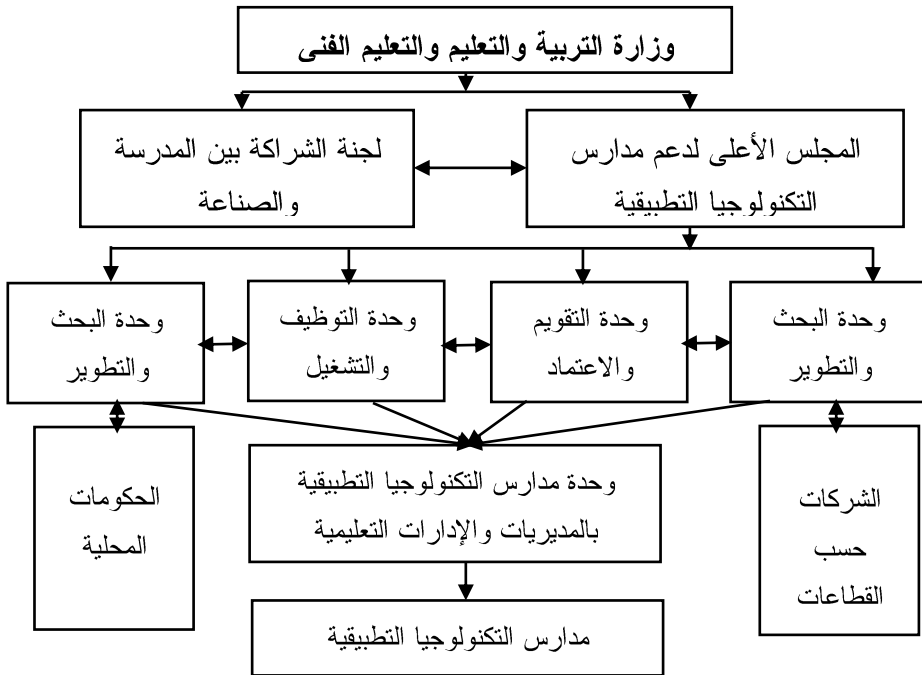 وزارة التربية والتعليم والتعليم الفنى
المجلس الأعلى لدعم مدارس
التكنولوجيا التطبيقية
لجنة الشراكة بين المدرسة
والصناعة
وحدة البحث
والتطوير
وحدة التقويم
والاعتماد
وحدة التوظيف
والتشغيل
وحدة البحث
والتطوير
الشركات
حسب
القطاعات
وحدة مدارس التكنولوجيا التطبيقية
بالمديريات والإدارات التعليمية
الحكومات
المحلية
مدارس التكنولوجيا التطبيقية